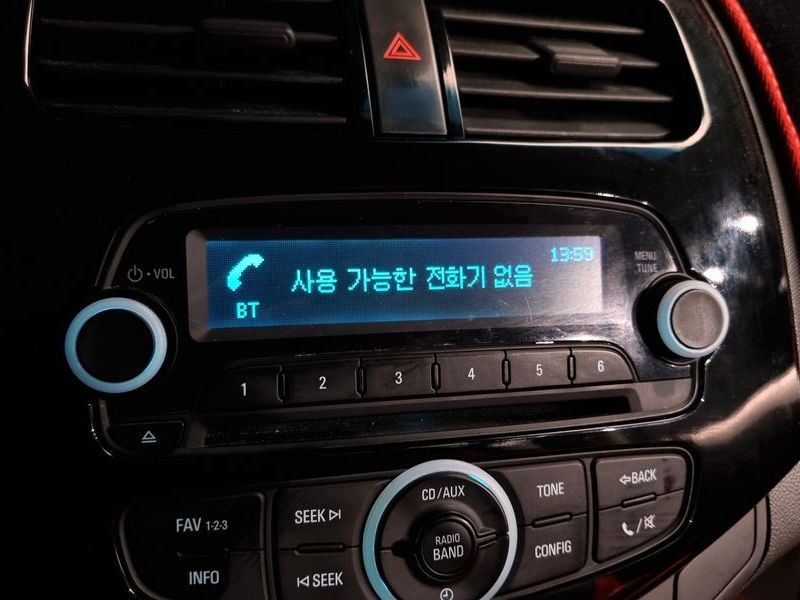 13:59
사용 가능한 전화기 없음
BT
VOL
MENU
TUNE
1 2 3 4 5 6
CD/AUX
TONE
BACK
FAV 1-2-3
SEEK
RADIO
BAND
CONFIG
INFO
SEEK